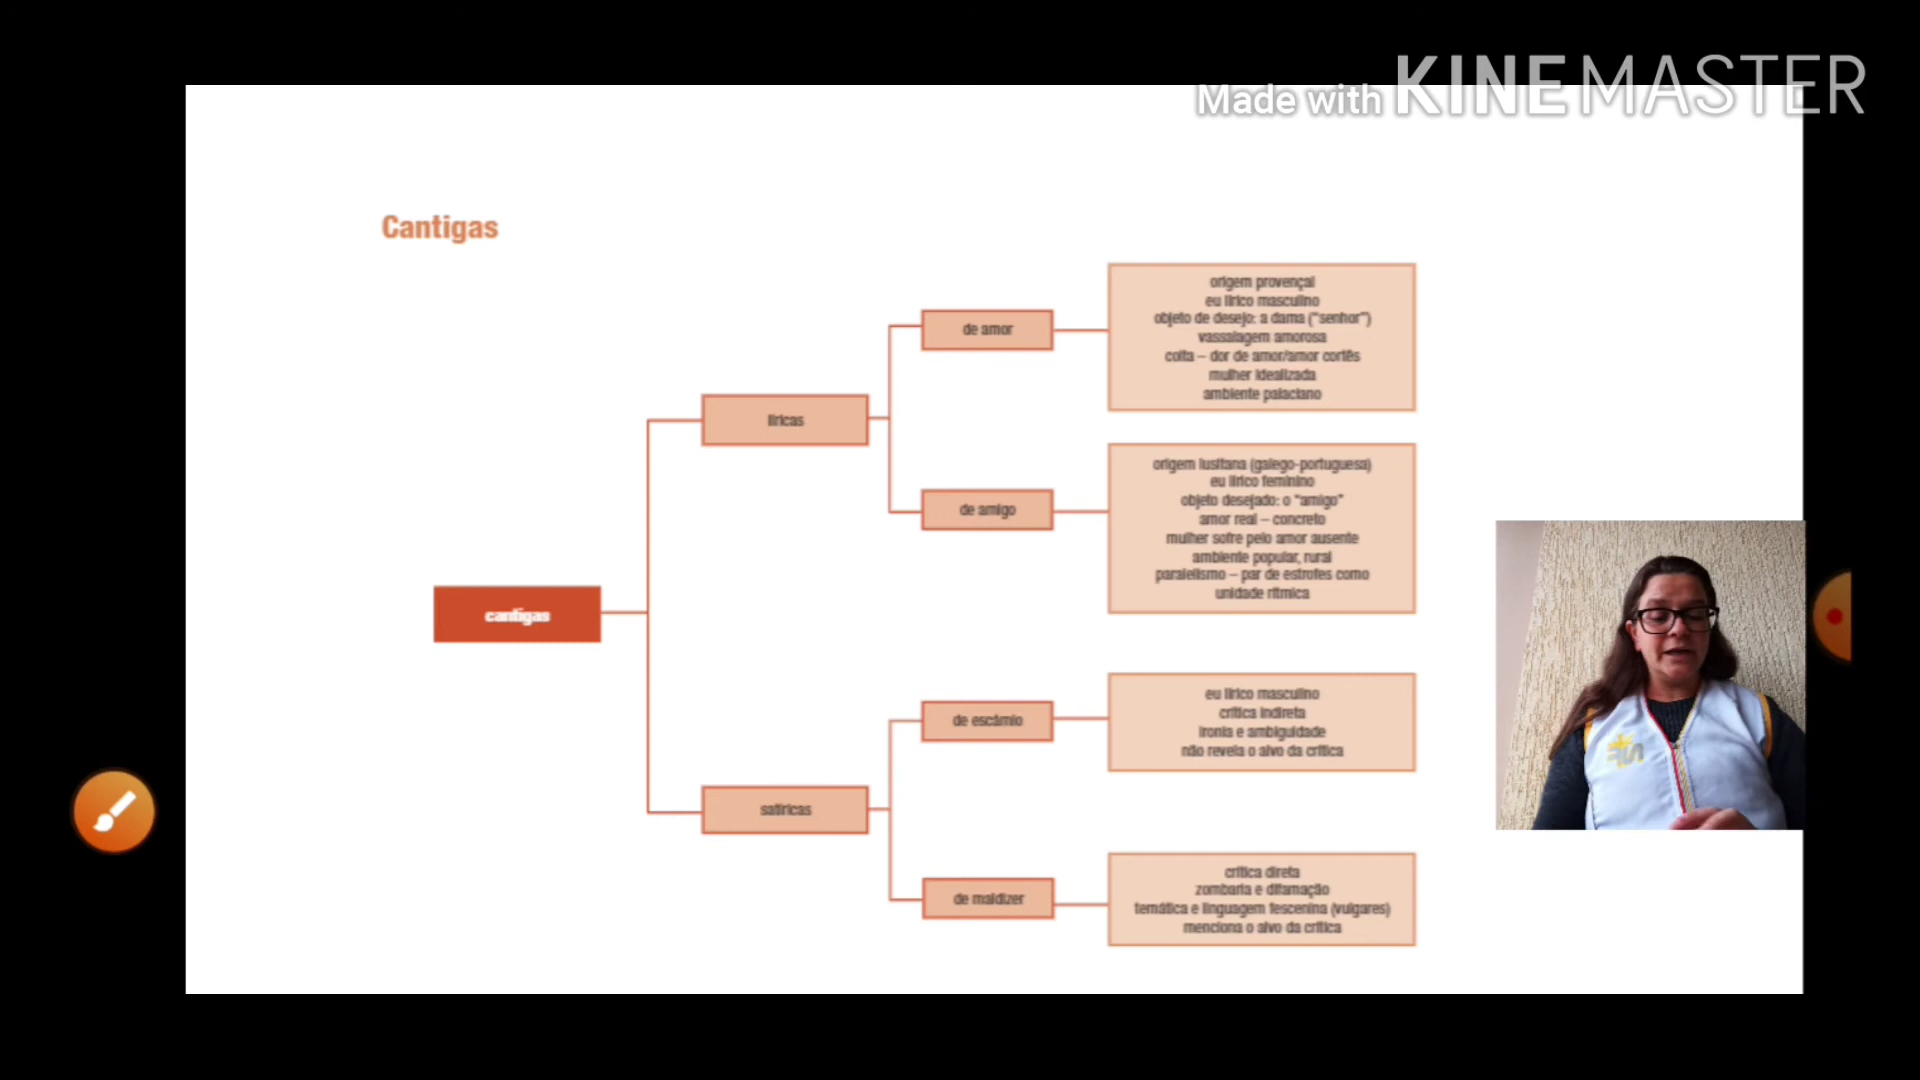 Made with KINEMASTER
Cantigas
de amor
origem provençal
eu lírico masculino
objeto de desejo: a dama ("senhor")
vassalagem amorosa
coita – dor de amor/amor cortês
mulher idealizada
ambiente palaciano
líricas
de amigo
origem lusitana (galego-portuguesa)
eu lírico feminino
objeto desejado: o "amigo"
amor real – concreto
mulher sofre pelo amor ausente
ambiente popular, rural
paralelismo – par de estrofes como
unidade rítmica
cantigas
de escárnio
eu lírico masculino
crítica indireta
ironia e ambiguidade
não revela o alvo da crítica
satíricas
de maldizer
crítica direta
zombaria e difamação
temática e linguagem fescenina (vulgares)
menciona o alvo da crítica